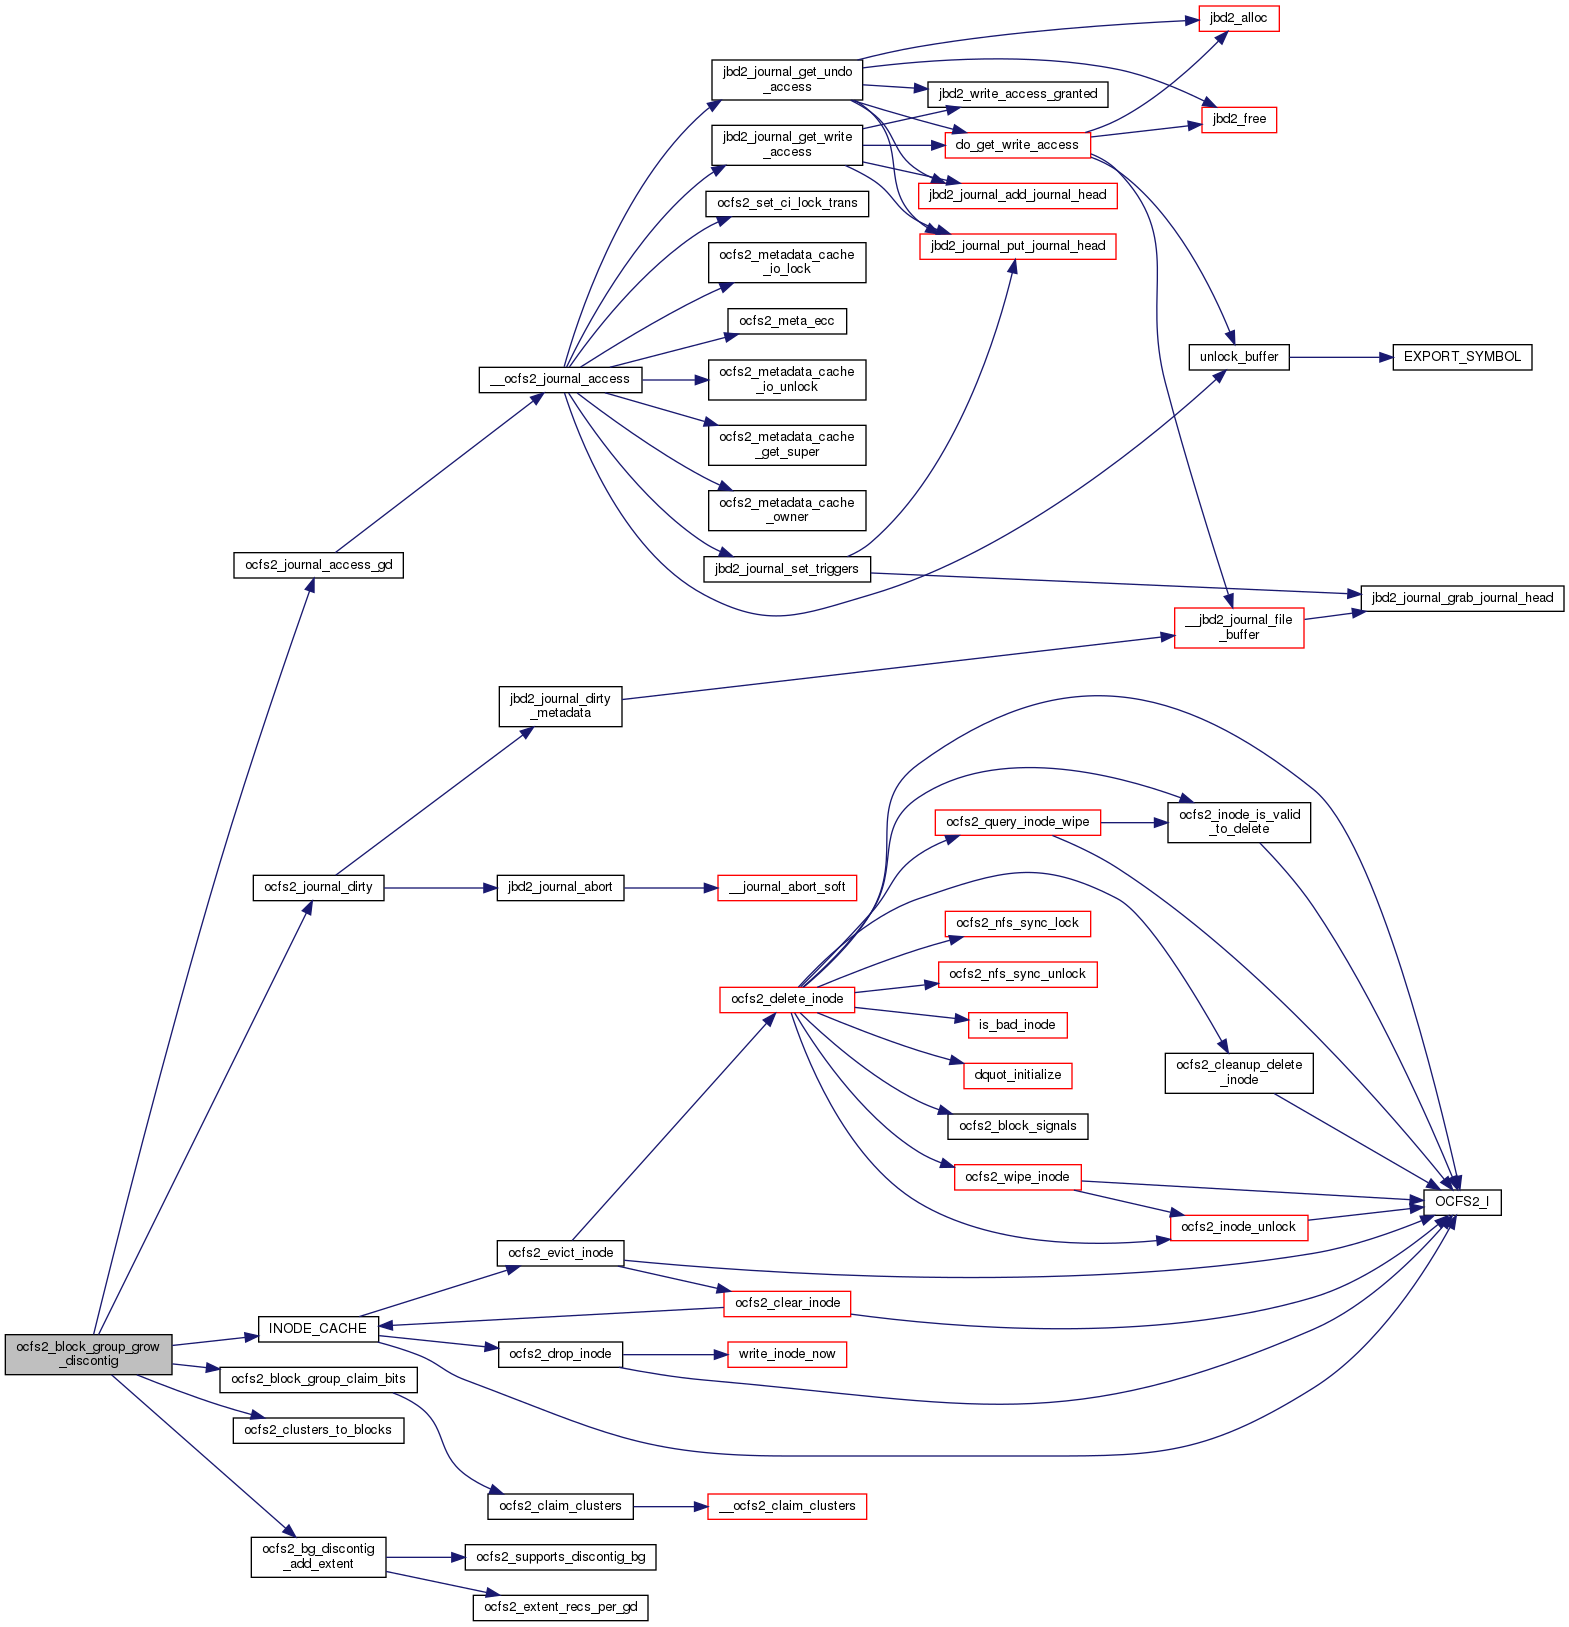 jbd2_alloc
jbd2_journal_get_undo
_access
jbd2_write_access_granted
jbd2_free
jbd2_journal_get_write
_access
do_get_write_access
ocfs2_set_ci_lock_trans
jbd2_journal_add_journal_head
ocfs2_metadata_cache
_io_lock
jbd2_journal_put_journal_head
ocfs2_meta_ecc
unlock_buffer
EXPORT_SYMBOL
__ocfs2_journal_access
ocfs2_metadata_cache
_io_unlock
ocfs2_metadata_cache
_get_super
ocfs2_metadata_cache
_owner
ocfs2_journal_access_gd
jbd2_journal_set_triggers
jbd2_journal_grab_journal_head
__jbd2_journal_file
_buffer
jbd2_journal_dirty
_metadata
ocfs2_query_inode_wipe
ocfs2_inode_is_valid
_to_delete
ocfs2_journal_dirty
jbd2_journal_abort
__journal_abort_soft
ocfs2_nfs_sync_lock
ocfs2_nfs_sync_unlock
ocfs2_delete_inode
is_bad_inode
dquot_initialize
ocfs2_cleanup_delete
_inode
ocfs2_block_signals
ocfs2_wipe_inode
OCFS2_I
ocfs2_inode_unlock
ocfs2_evict_inode
ocfs2_clear_inode
INODE_CACHE
ocfs2_block_group_grow
_discontig
ocfs2_drop_inode
write_inode_now
ocfs2_block_group_claim_bits
ocfs2_clusters_to_blocks
ocfs2_claim_clusters
__ocfs2_claim_clusters
ocfs2_bg_discontig
_add_extent
ocfs2_supports_discontig_bg
ocfs2_extent_recs_per_gd